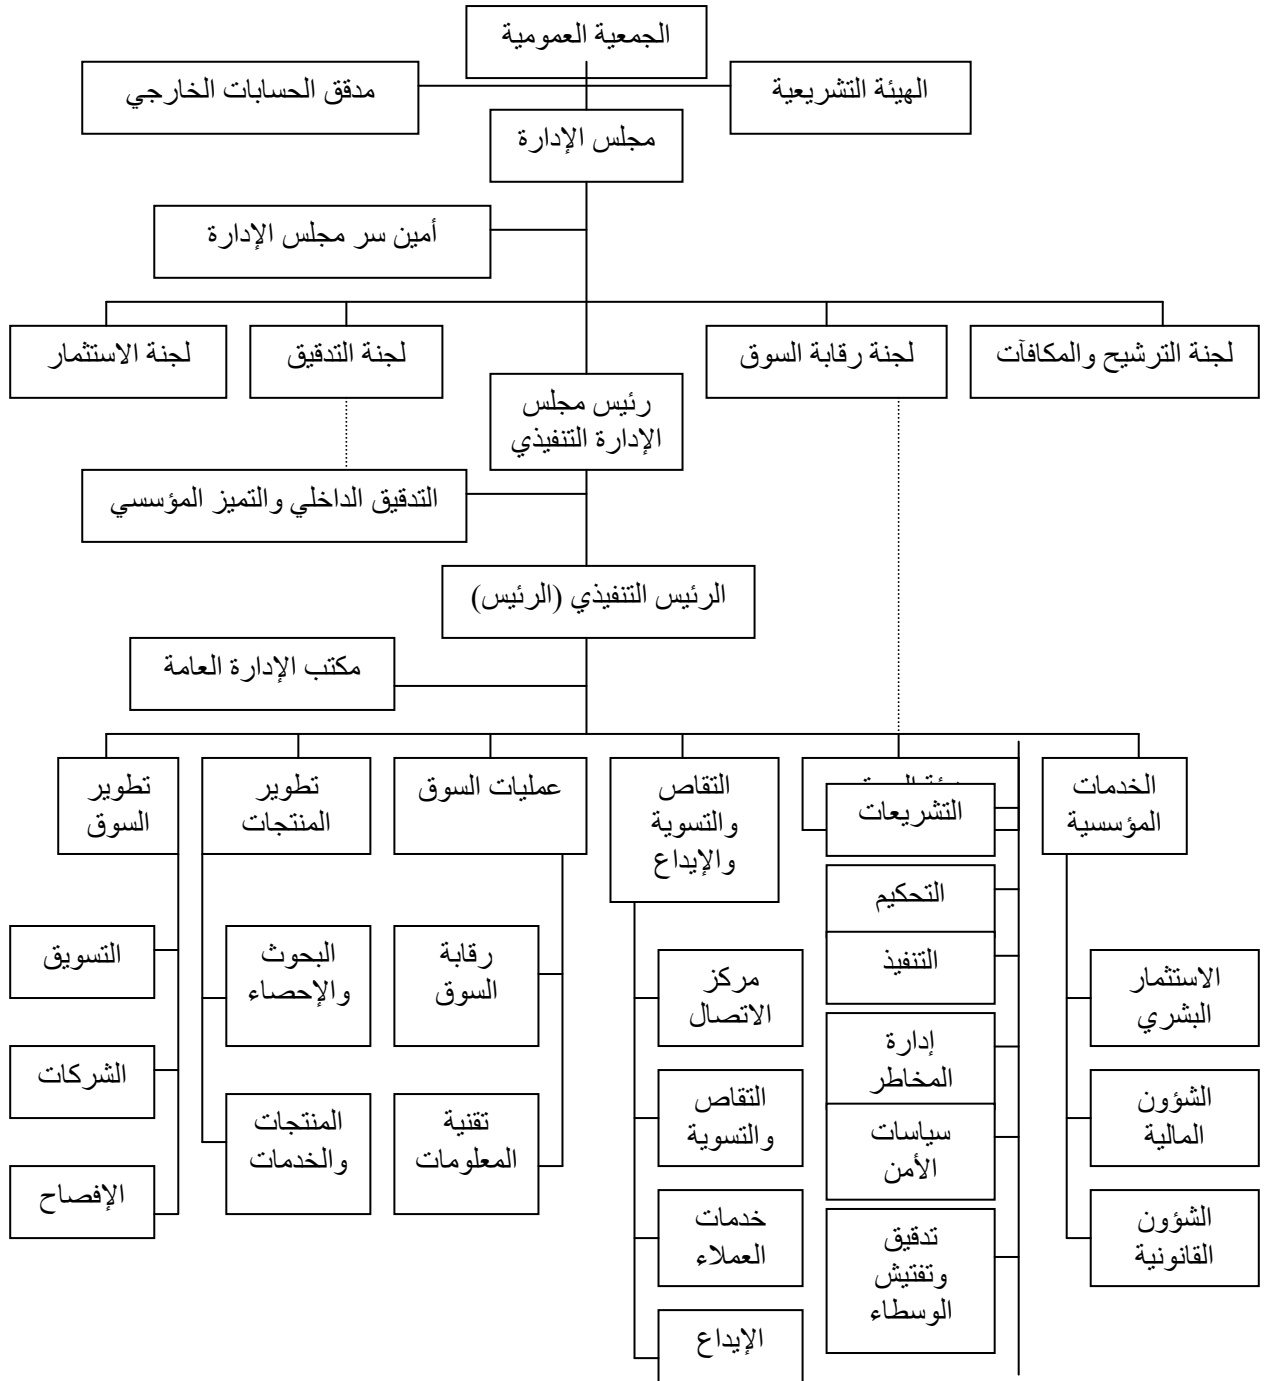 الجمعية العمومية
الهيئة التشريعية
مدقق الحسابات الخارجي
مجلس الإدارة
أمين سر مجلس الإدارة
لجنة الترشيح والمكافآت
لجنة رقابة السوق
لجنة التدقيق
لجنة الاستثمار
رئيس مجلس
الإدارة التنفيذي
التدقيق الداخلي والتميز المؤسسي
الرئيس التنفيذي (الرئيس)
مكتب الإدارة العامة
الخدمات
المؤسسية
الاستثمار
البشري
الشؤون
المالية
الشؤون
القانونية
التشريعات
التحكيم
التنفيذ
إدارة
المخاطر
سياسات
الأمن
تدقيق
وتفتيش
الوسطاء
التقاص
والتسوية
والإيداع
مركز
الاتصال
التقاص
والتسوية
خدمات
العملاء
الإيداع
عمليات السوق
رقابة
السوق
تقنية
المعلومات
تطوير
المنتجات
البحوث
والإحصاء
المنتجات
والخدمات
تطوير
السوق
التسويق
الشركات
الإفصاح